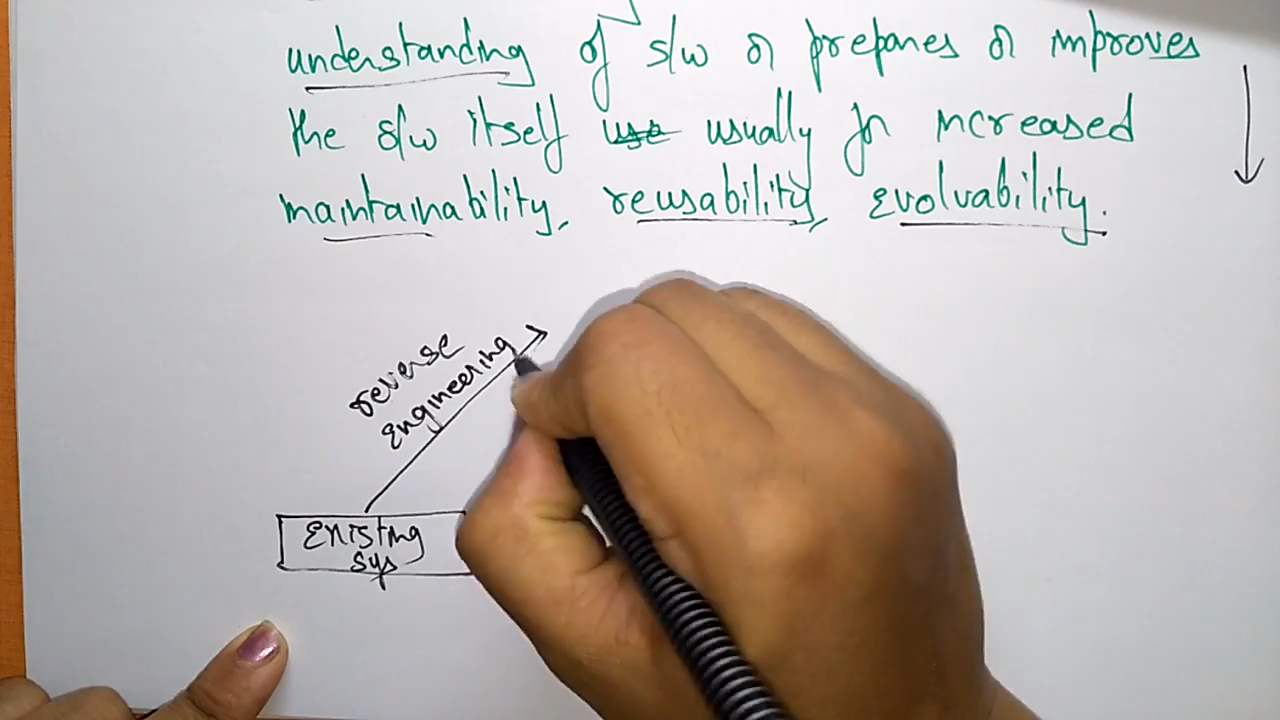 understanding of s/w or prepares or improves
the s/w itself use usually for increased
maintainability, reusability, evolvability.
reverse
engineering
Existing
sys